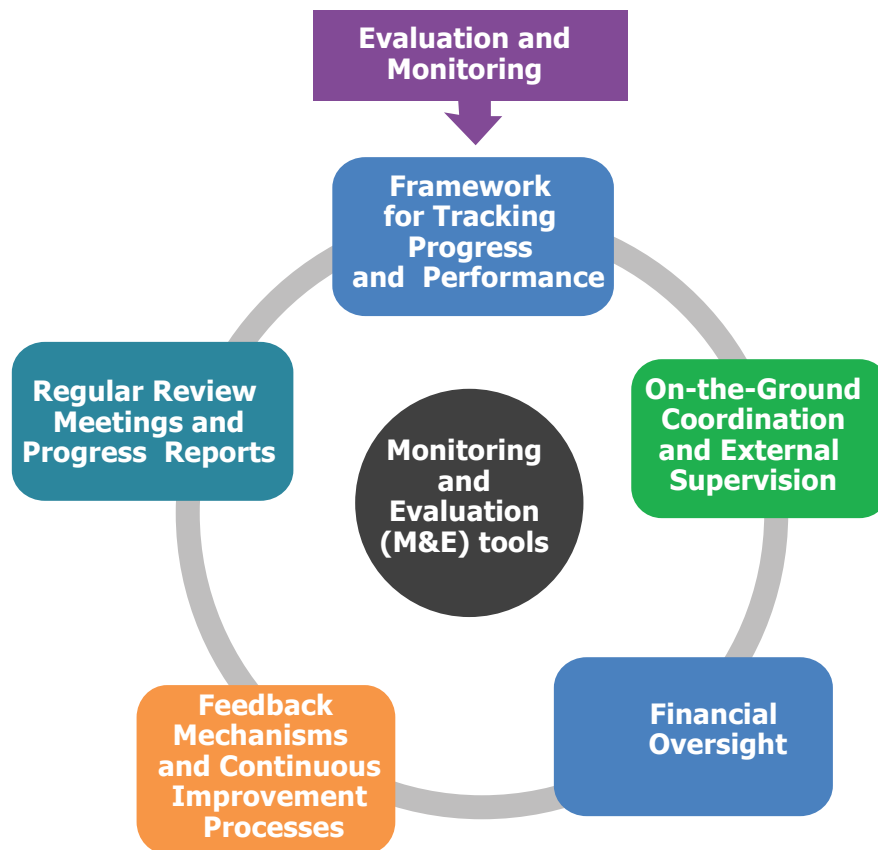 Evaluation and
Monitoring
Framework
for Tracking
Progress
and Performance
Regular Review
Meetings and
Progress Reports
On-the-Ground
Coordination
and External
Supervision
Monitoring
and
Evaluation
(M&E) tools
Feedback
Mechanisms
and Continuous
Improvement
Processes
Financial
Oversight